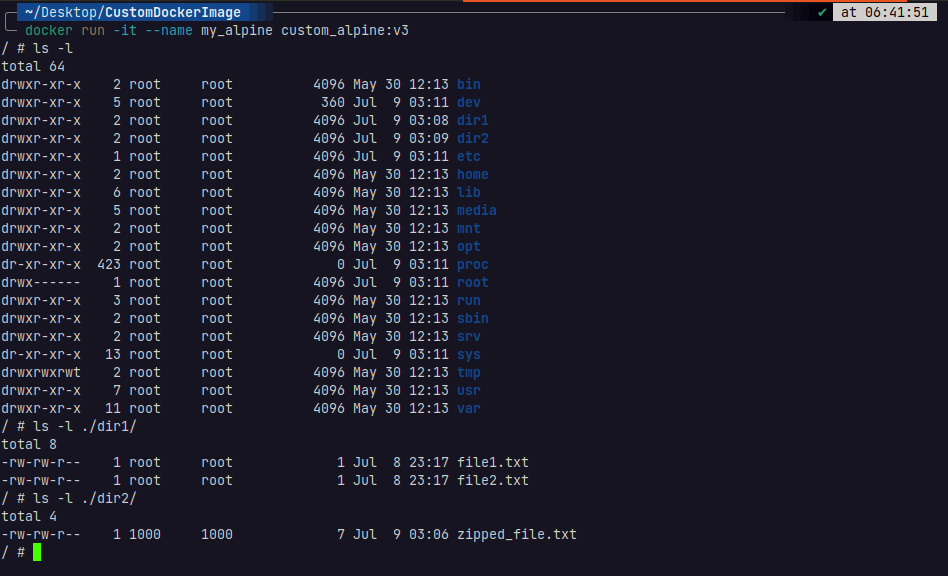 ~/Desktop/CustomDockerImage ✔ at 06:41:51
docker run -it --name my_alpine custom_alpine:v3
/ # ls -l
total 64
drwxr-xr-x    2 root     root          4096 May 30 12:13 bin
drwxr-xr-x    5 root     root           360 Jul  9 03:11 dev
drwxr-xr-x    2 root     root          4096 Jul  9 03:08 dir1
drwxr-xr-x    2 root     root          4096 Jul  9 03:09 dir2
drwxr-xr-x    1 root     root          4096 Jul  9 03:11 etc
drwxr-xr-x    2 root     root          4096 May 30 12:13 home
drwxr-xr-x    6 root     root          4096 May 30 12:13 lib
drwxr-xr-x    5 root     root          4096 May 30 12:13 media
drwxr-xr-x    2 root     root          4096 May 30 12:13 mnt
drwxr-xr-x    2 root     root          4096 May 30 12:13 opt
dr-xr-xr-x  423 root     root             0 Jul  9 03:11 proc
drwx------    1 root     root          4096 Jul  9 03:11 root
drwxr-xr-x    3 root     root          4096 May 30 12:13 run
drwxr-xr-x    2 root     root          4096 May 30 12:13 sbin
drwxr-xr-x    2 root     root          4096 May 30 12:13 srv
dr-xr-xr-x   13 root     root             0 Jul  9 03:11 sys
drwxrwxrwt    2 root     root          4096 May 30 12:13 tmp
drwxr-xr-x    7 root     root          4096 May 30 12:13 usr
drwxr-xr-x   11 root     root          4096 May 30 12:13 var
/ # ls -l ./dir1/
total 8
-rw-rw-r--    1 root     root             1 Jul  8 23:17 file1.txt
-rw-rw-r--    1 root     root             1 Jul  8 23:17 file2.txt
/ # ls -l ./dir2/
total 4
-rw-rw-r--    1 1000     1000             7 Jul  9 03:06 zipped_file.txt
/ #